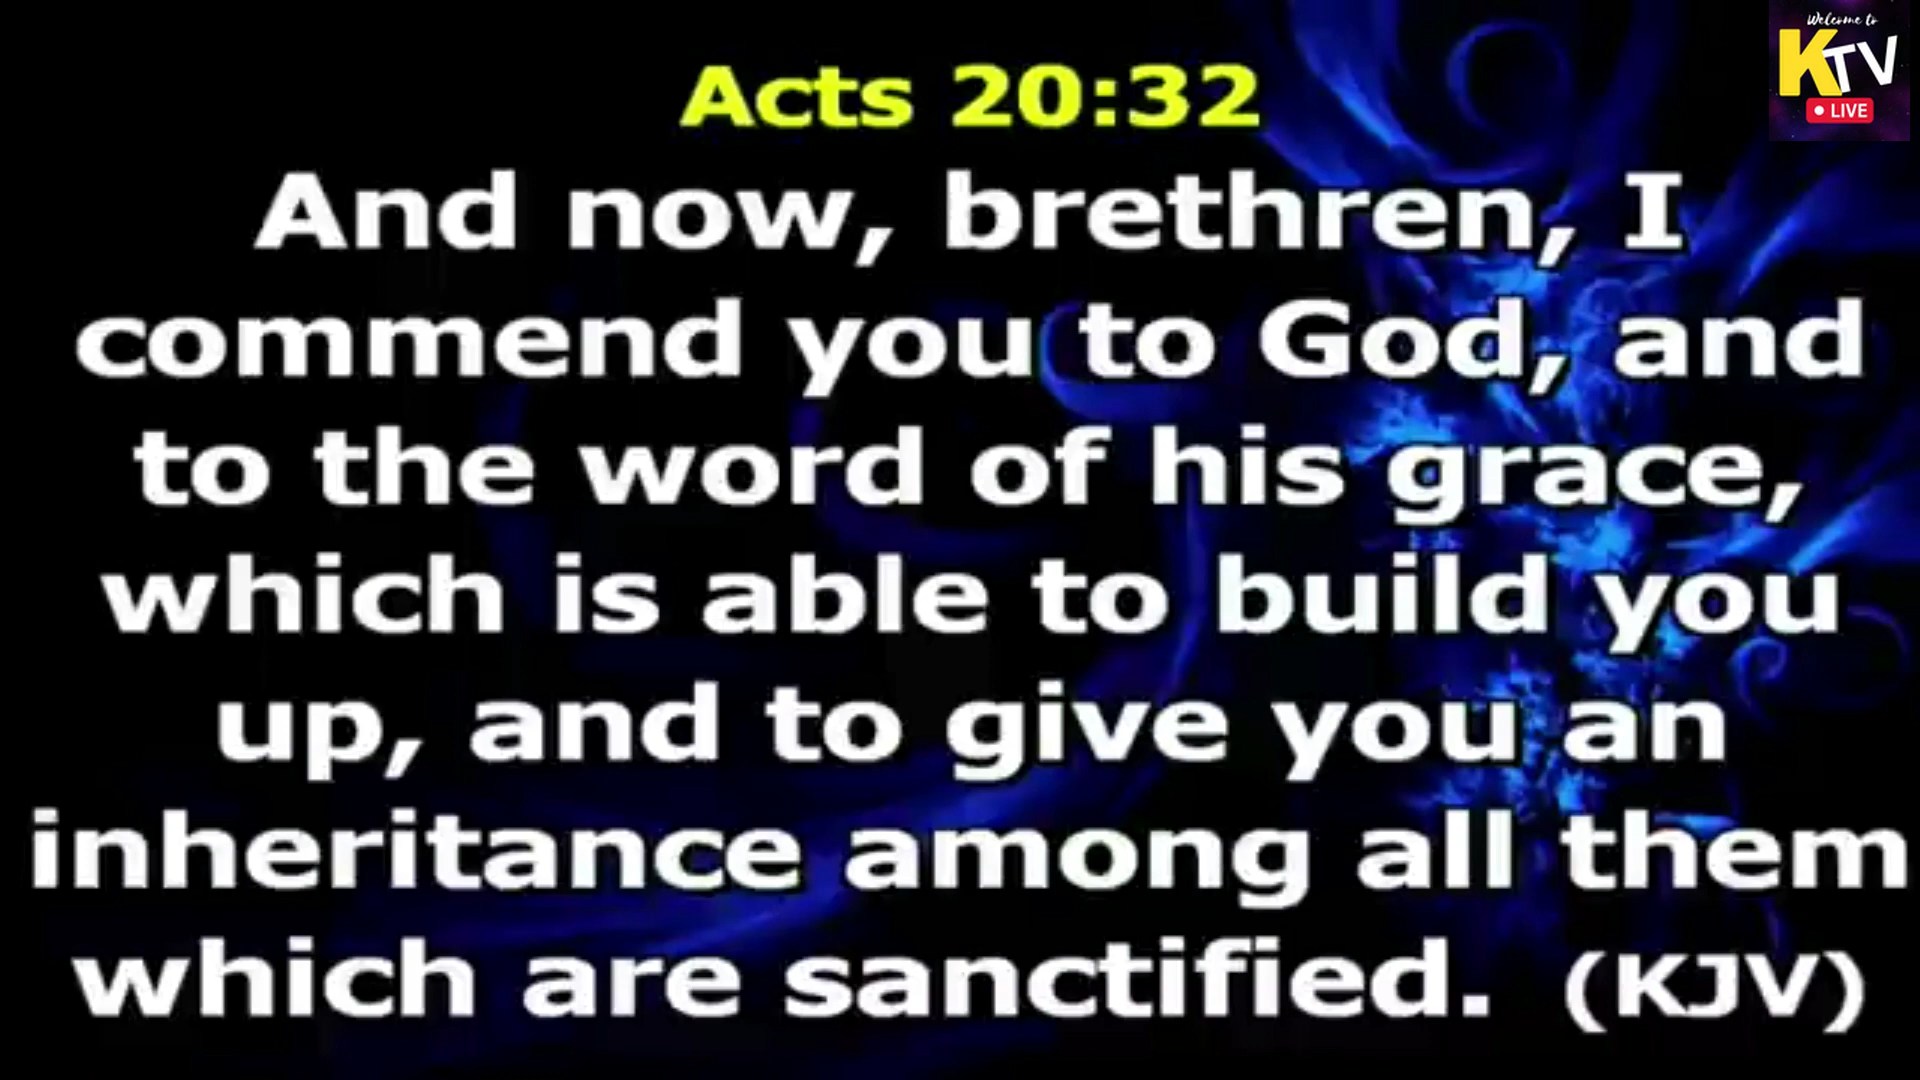 Welcome to
KTV
LIVE
Acts 20:32
And now, brethren, I
commend you to God, and
to the word of his grace,
which is able to build you
up, and to give you an
inheritance among all them
which are sanctified. (KJV)